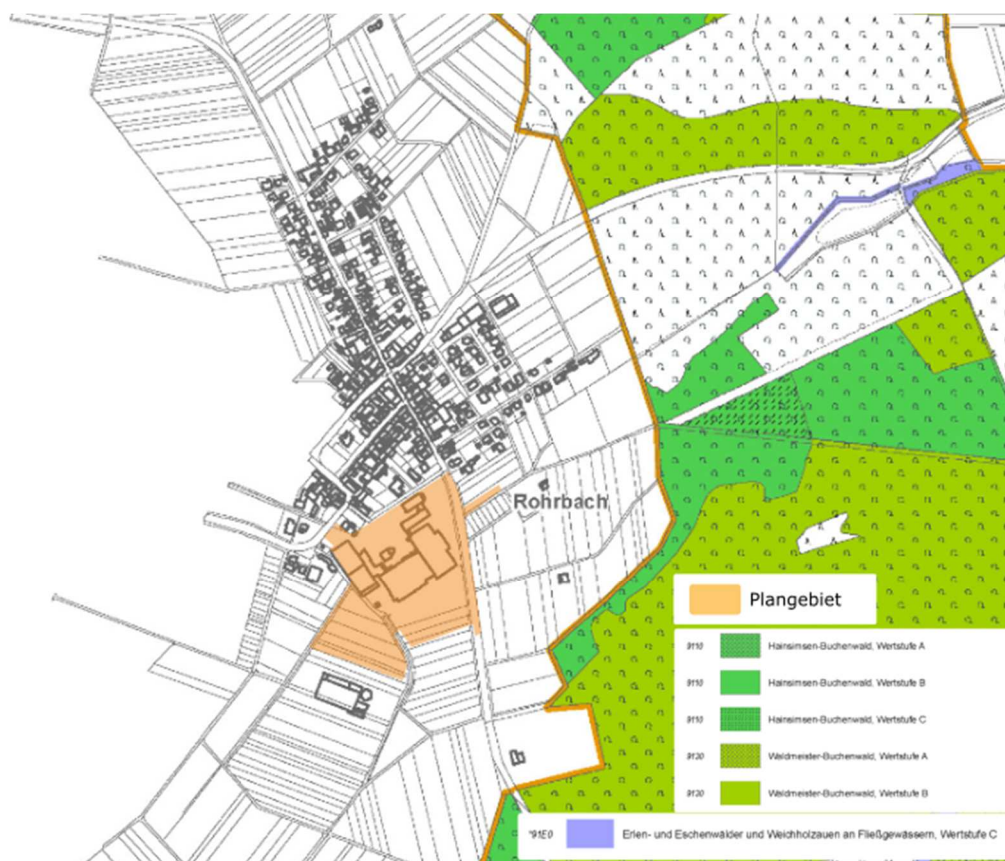 Rohrbach
Plangebiet
9110 Hainsimsen-Buchenwald, Wertstufe A
9110 Hainsimsen-Buchenwald, Wertstufe B
9110 Hainsimsen-Buchenwald, Wertstufe C
9130 Waldmeister-Buchenwald, Wertstufe A
9130 Waldmeister-Buchenwald, Wertstufe B
*91E0 Erlen- und Eschenwälder und Weichholzauen an Fließgewässern, Wertstufe C